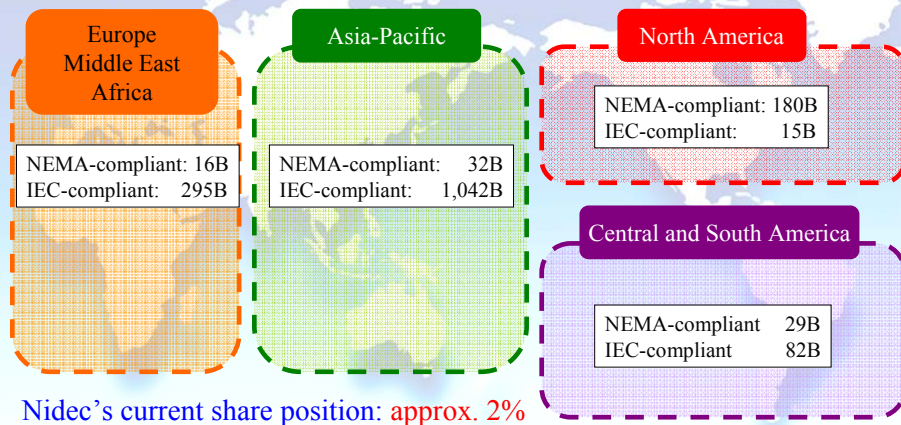 Europe
Middle East
Africa
NEMA-compliant: 16B
IEC-compliant: 295B
Asia-Pacific
NEMA-compliant: 32B
IEC-compliant: 1,042B
North America
NEMA-compliant: 180B
IEC-compliant: 15B
Central and South America
NEMA-compliant 29B
IEC-compliant 82B
Nidec's current share position: approx. 2%